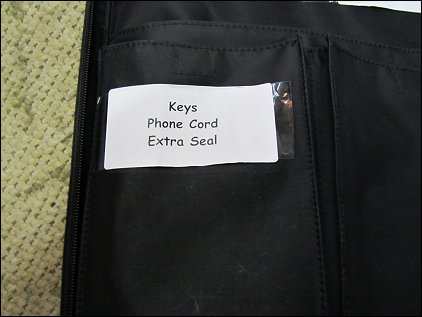 Keys
Phone Cord
Extra Seal